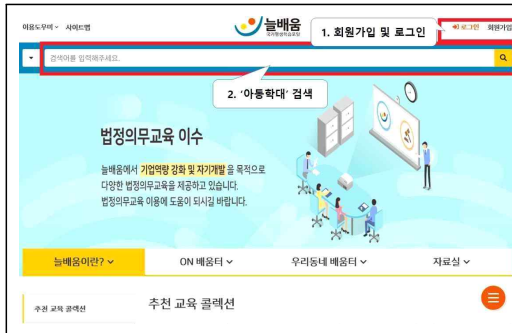 이용도우미 사이트맵
늘배움
국가평생학습포털
1. 회원가입 및 로그인
로그인 회원가입
검색어를 입력해주세요.
2. ‘아동학대’ 검색
법정의무교육 이수
늘배움에서 기업역량 강화 및 자기개발을 목적으로
다양한 법정의무교육을 제공하고 있습니다.
법정의무교육 이용에 도움이 되시길 바랍니다.
늘배움이란? ON 배움터 우리동네 배움터 자료실
추천 교육 콜렉션
추천 교육 콜렉션